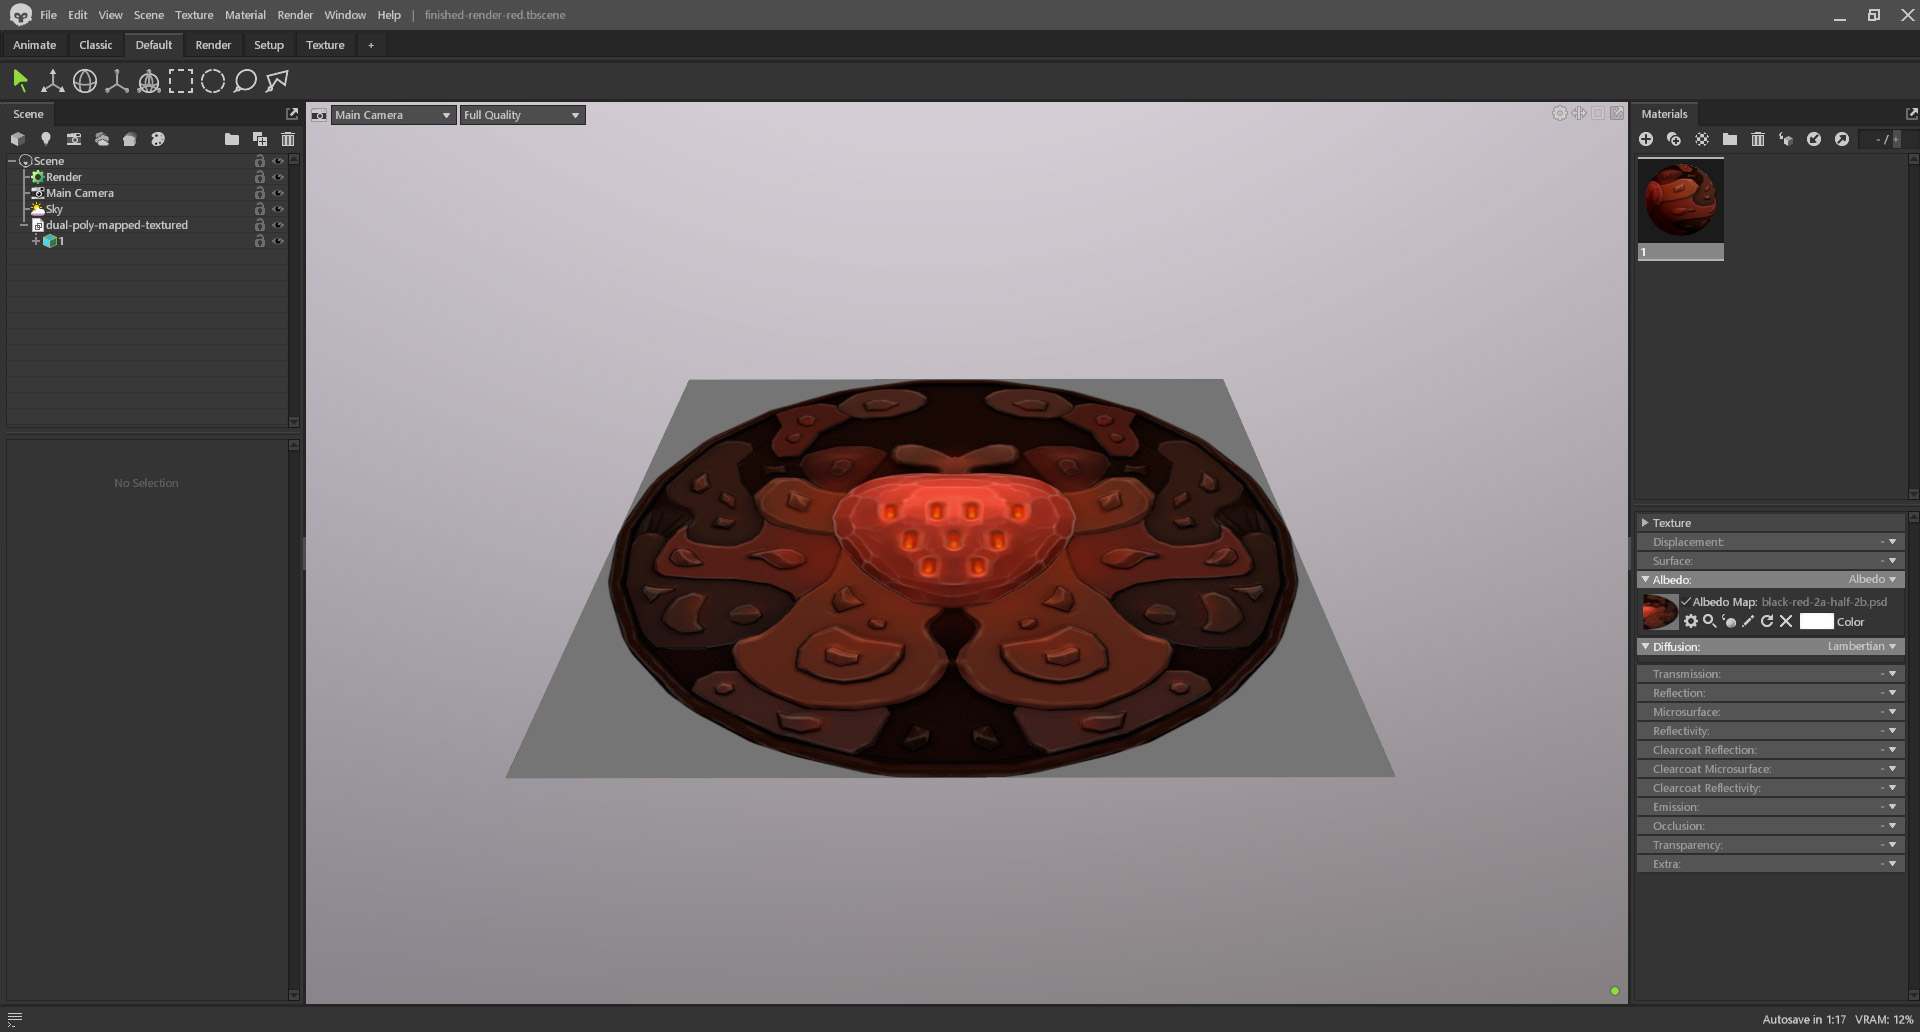 File Edit View Scene Texture Material Render Window Help | finished-render-red.tbscene
Animate Classic Default Render Setup Texture +
Scene
Main Camera Full Quality
Materials
- / +
Scene
Render
Main Camera
Sky
dual-poly-mapped-textured
1
1
No Selection
Texture
Displacement: -
Surface: -
Albedo: Albedo
Albedo Map: black-red-2a-half-2b.psd
Color
Diffusion: Lambertian
Transmission: -
Reflection: -
Microsurface: -
Reflectivity: -
Clearcoat Reflection: -
Clearcoat Microsurface: -
Clearcoat Reflectivity: -
Emission: -
Occlusion: -
Transparency: -
Extra: -
Autosave in 1:17 VRAM: 12%